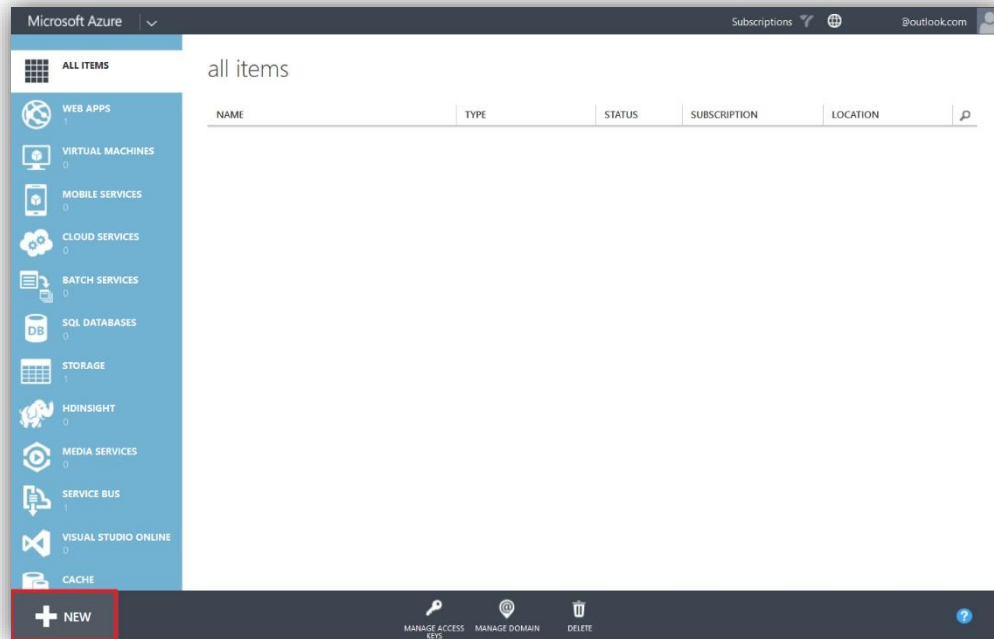 Microsoft Azure
Subscriptions
@outlook.com
ALL ITEMS
all items
NAME TYPE STATUS SUBSCRIPTION LOCATION
WEB APPS
1
VIRTUAL MACHINES
0
MOBILE SERVICES
0
CLOUD SERVICES
0
BATCH SERVICES
0
DB
SQL DATABASES
0
STORAGE
1
HDINSIGHT
0
MEDIA SERVICES
0
SERVICE BUS
1
VISUAL STUDIO ONLINE
0
CACHE
NEW
MANAGE ACCESS
KEYS
MANAGE DOMAIN
DELETE
?